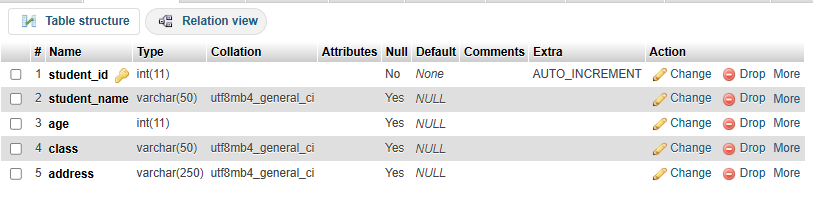 Table structure Relation view
# Name Type Collation Attributes Null Default Comments Extra Action
1 student_id int(11) No None AUTO_INCREMENT Change Drop More
2 student_name varchar(50) utf8mb4_general_ci Yes NULL Change Drop More
3 age int(11) Yes NULL Change Drop More
4 class varchar(50) utf8mb4_general_ci Yes NULL Change Drop More
5 address varchar(250) utf8mb4_general_ci Yes NULL Change Drop More